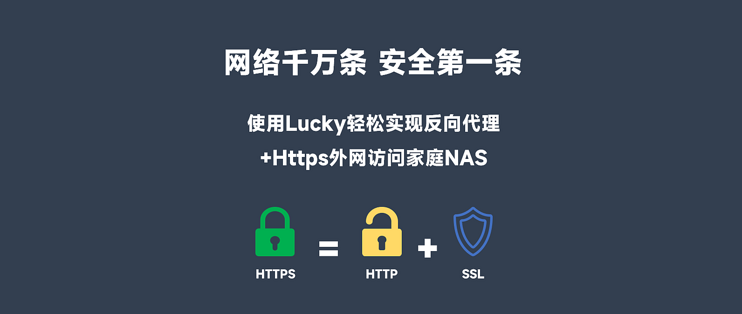 网络千万条 安全第一条
使用Lucky轻松实现反向代理
+Https外网访问家庭NAS
= +
HTTPS HTTP SSL